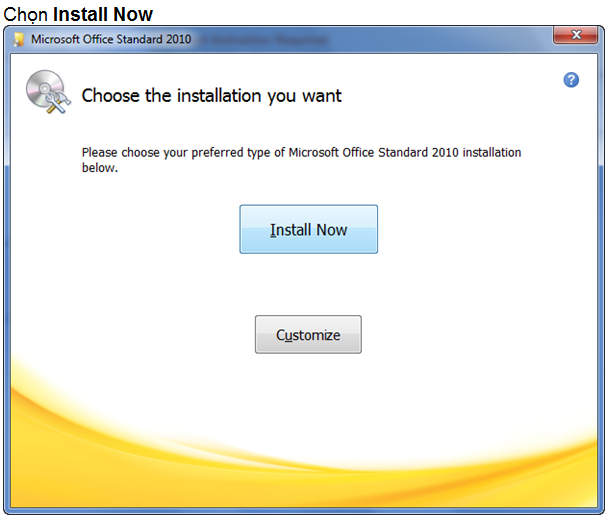 Chọn Install Now
Microsoft Office Standard 2010
Choose the installation you want
?
Please choose your preferred type of Microsoft Office Standard 2010 installation
below.
Install Now
Customize